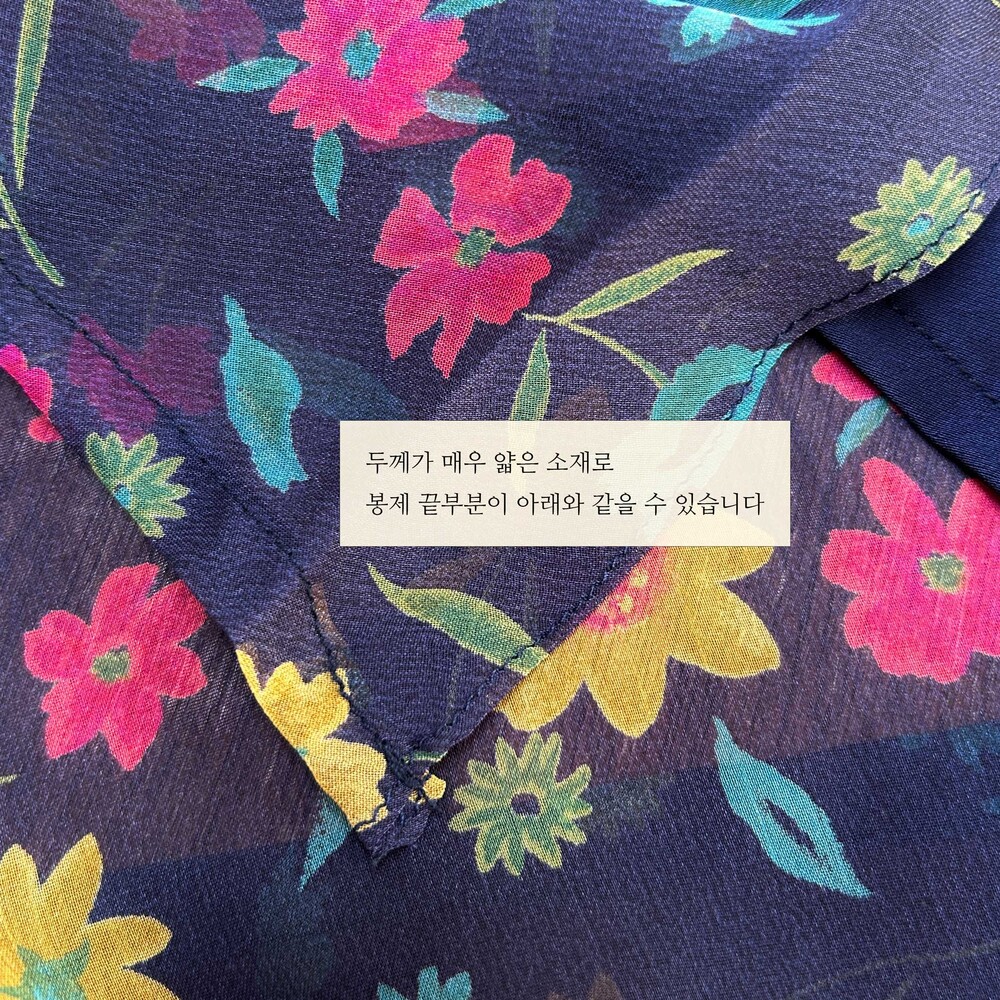 두께가 매우 얇은 소재로
봉제 끝부분이 아래와 같을 수 있습니다